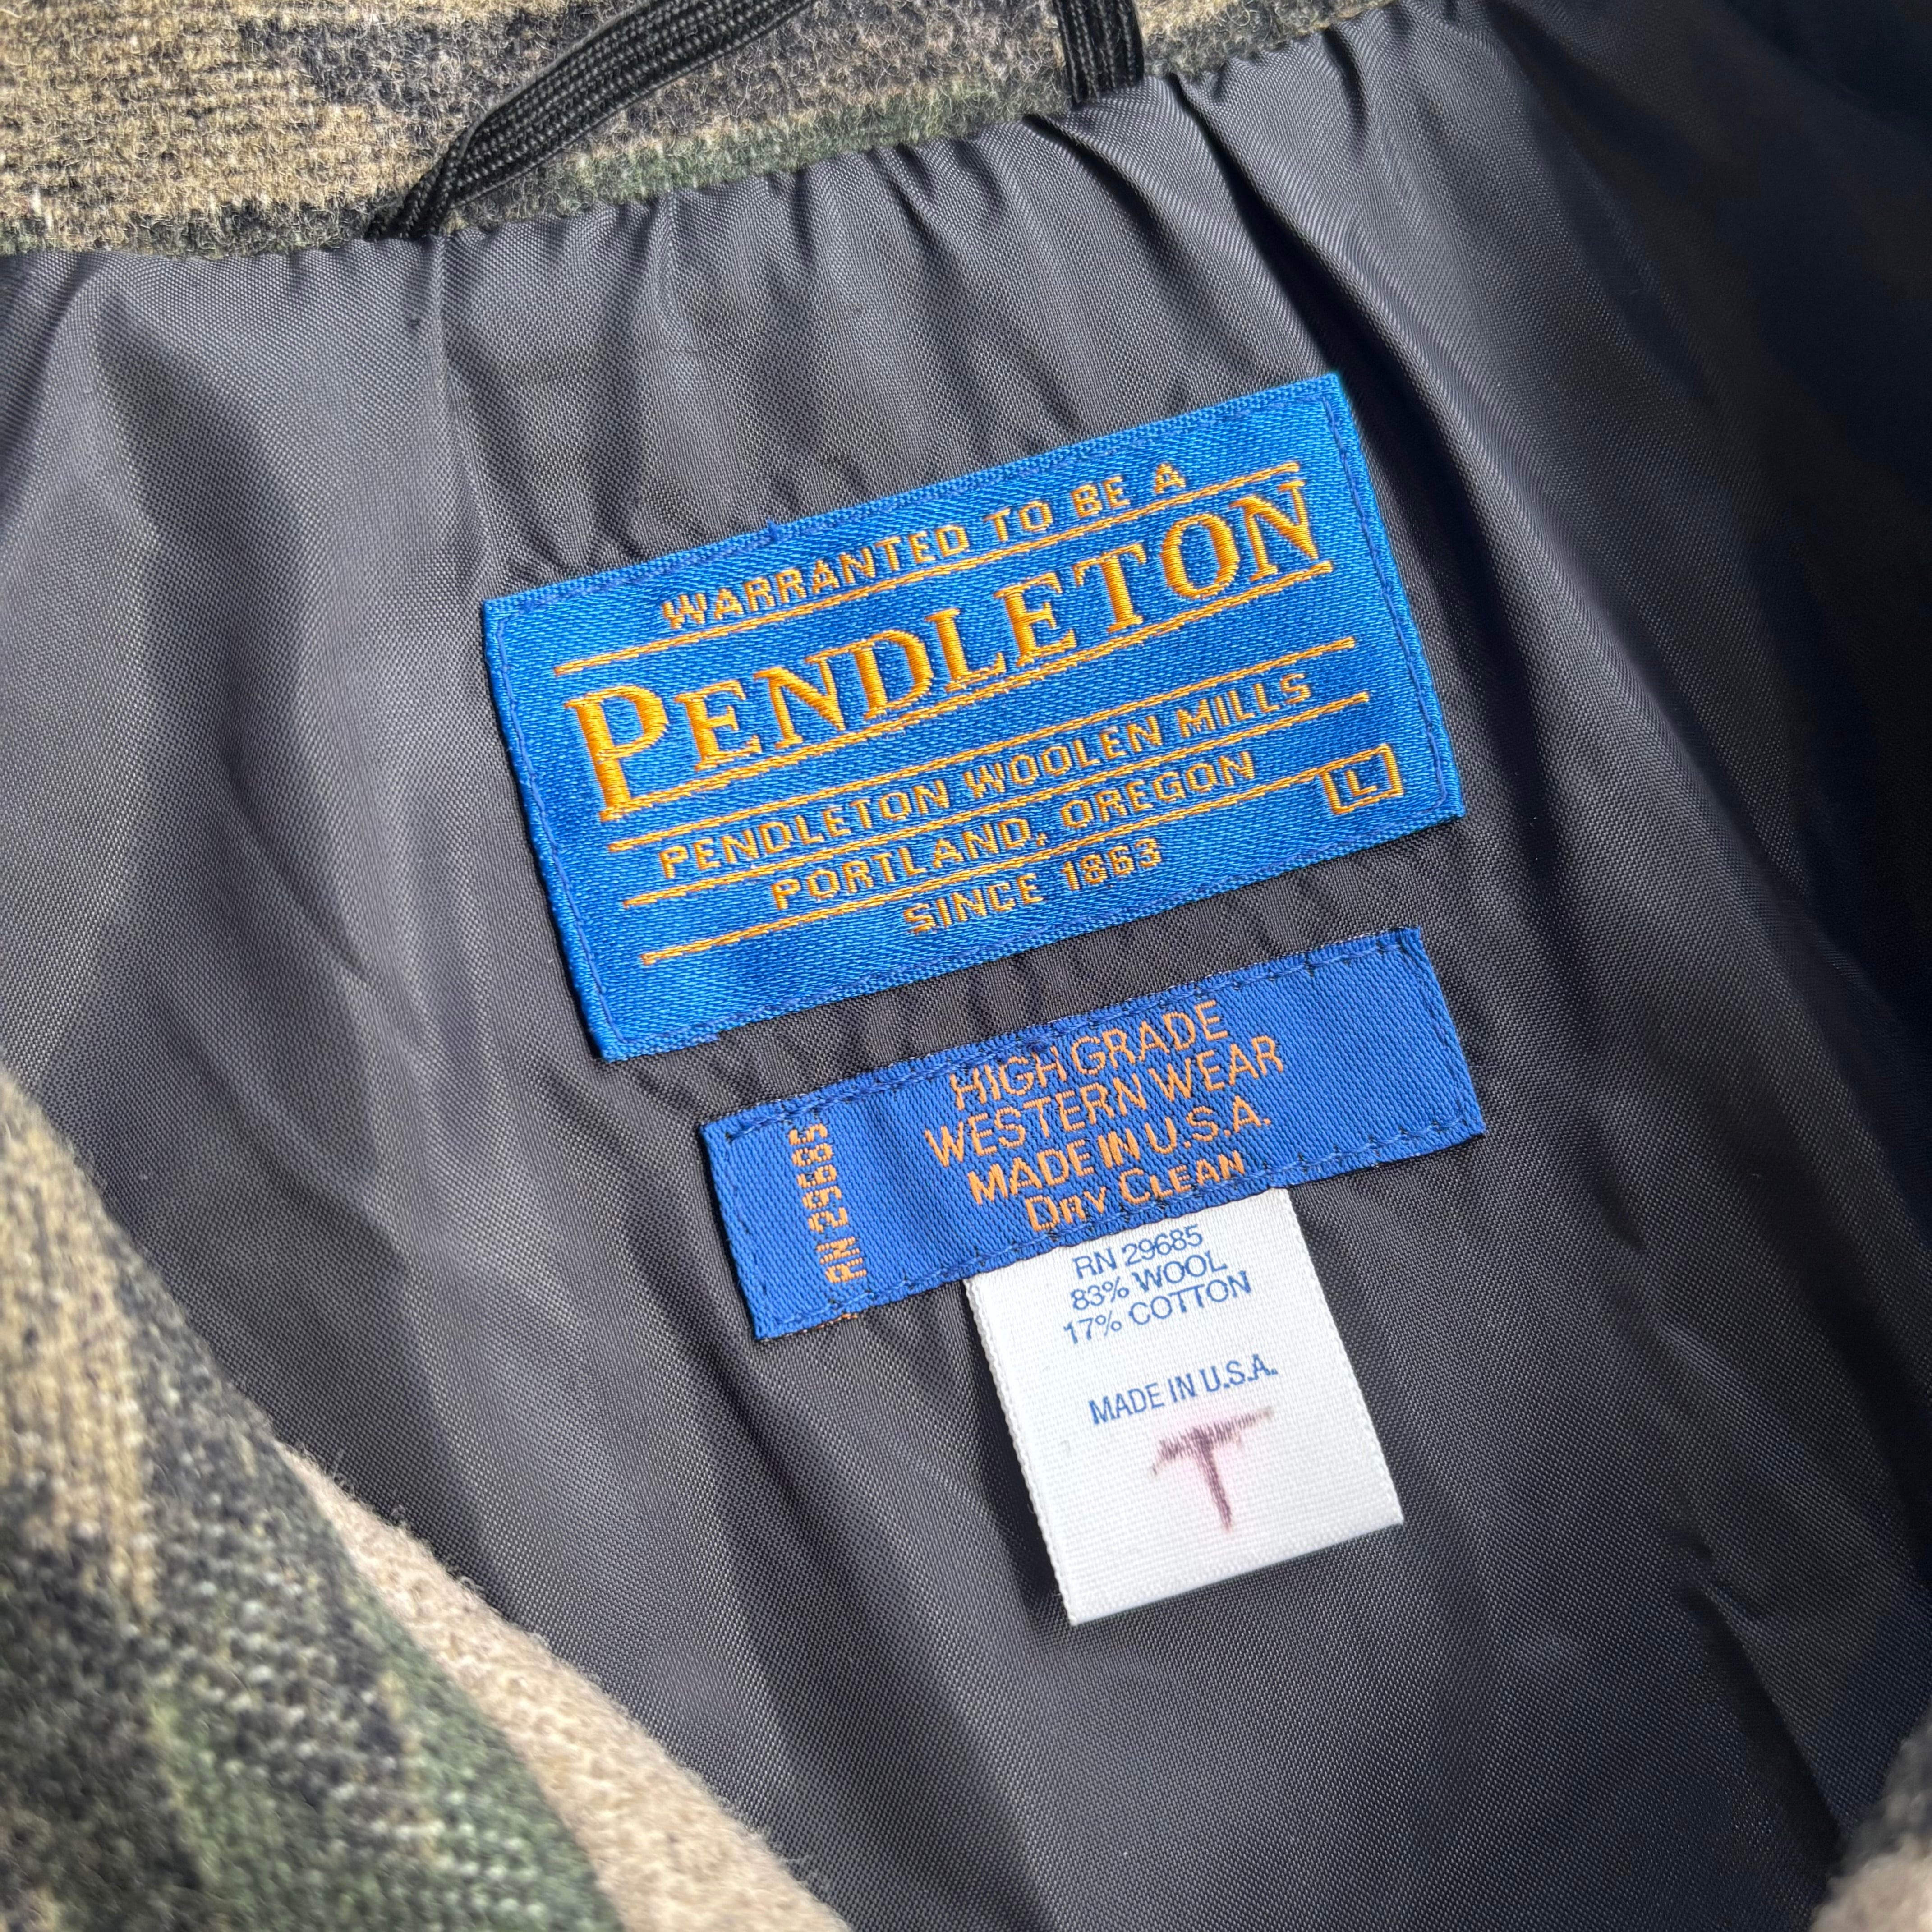 WARRANTED TO BE A
PENDLETON
PENDLETON WOOLEN MILLS
PORTLAND, OREGON
L
SINCE 1863
RN 29685
HIGH GRADE
WESTERN WEAR
MADE IN U.S.A.
DRY CLEAN
RN 29685
83% WOOL
17% COTTON
MADE IN U.S.A.
T